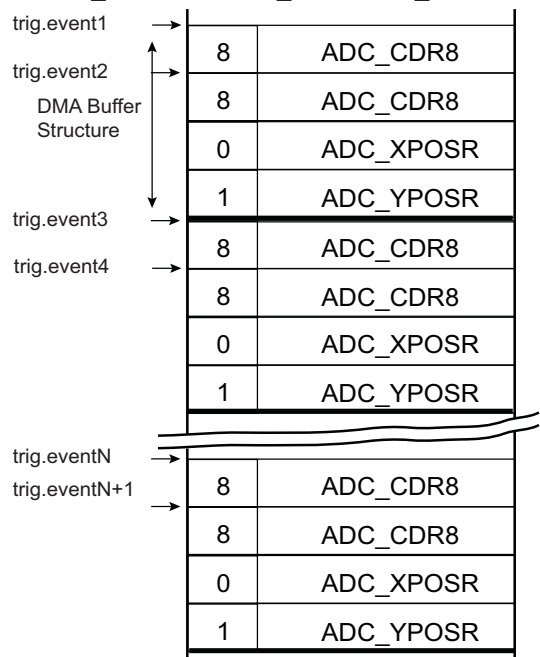 trig.event1
8 ADC_CDR8
trig.event2
DMA Buffer
Structure
8 ADC_CDR8
0 ADC_XPOSR
1 ADC_YPOSR
trig.event3
8 ADC_CDR8
trig.event4
8 ADC_CDR8
0 ADC_XPOSR
1 ADC_YPOSR
trig.eventN
8 ADC_CDR8
trig.eventN+1
8 ADC_CDR8
0 ADC_XPOSR
1 ADC_YPOSR